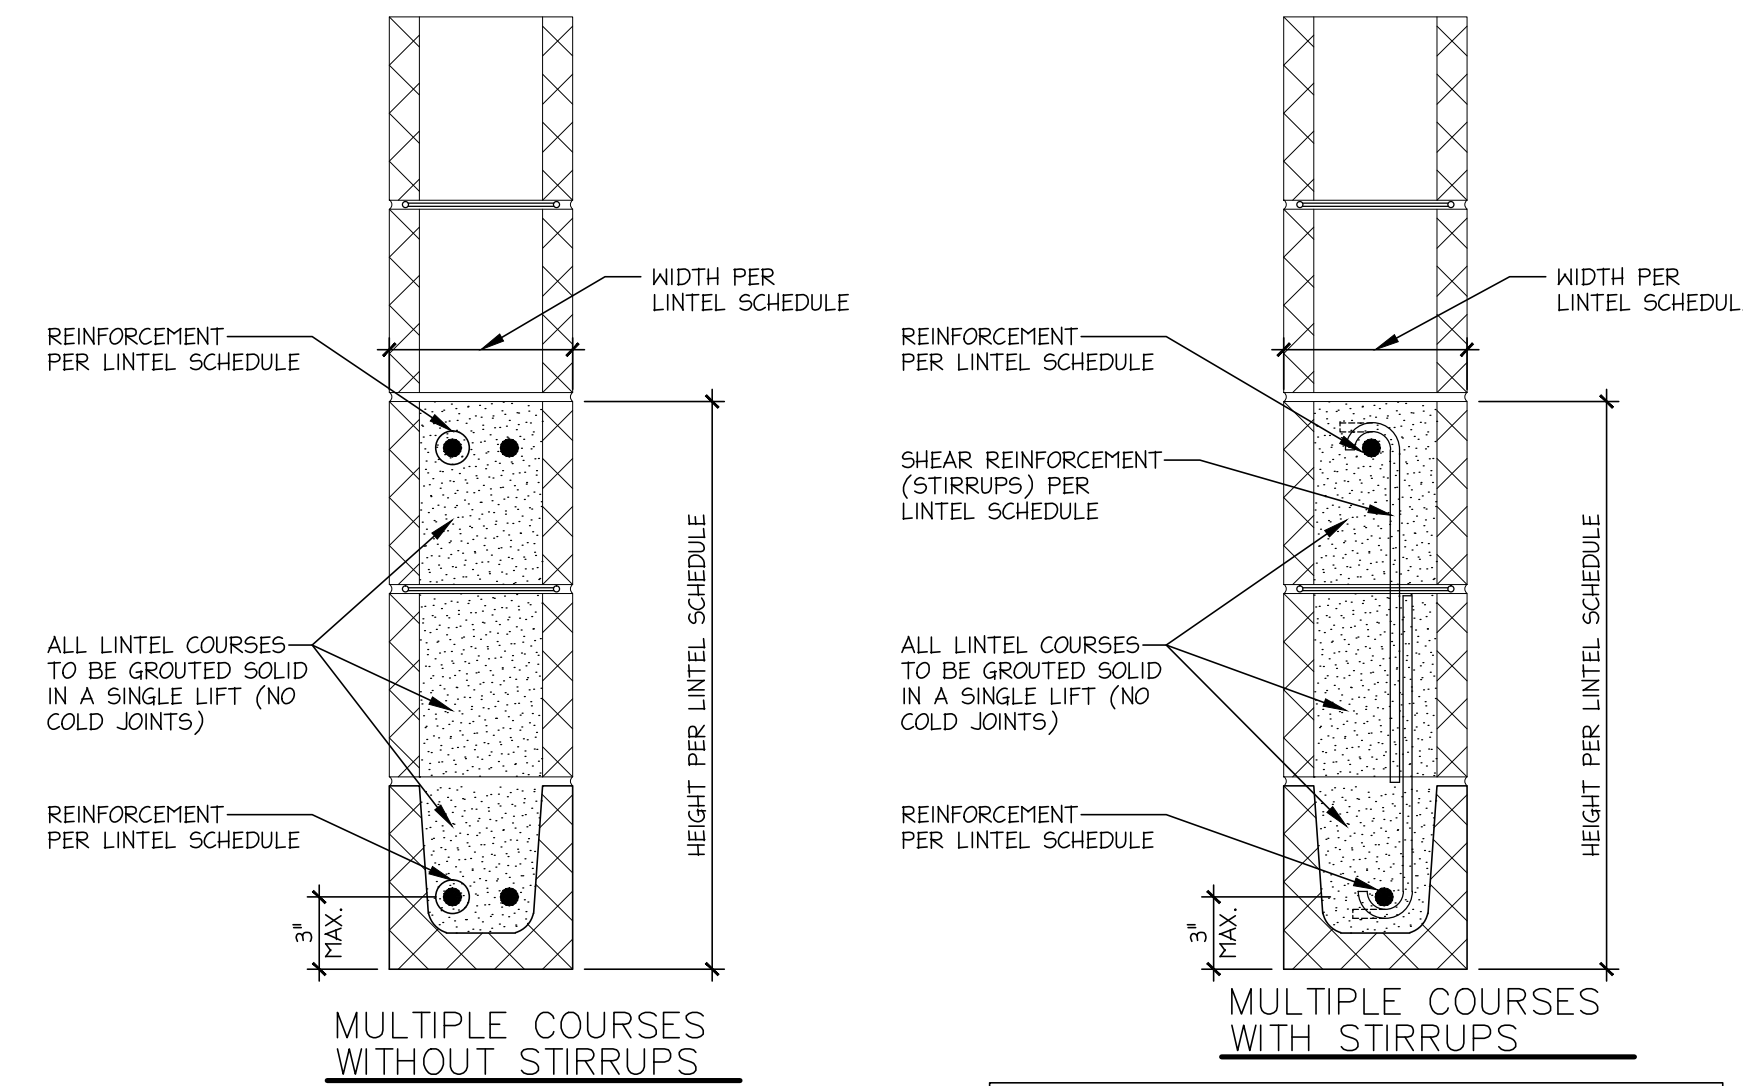 WIDTH PER
LINTEL SCHEDULE
REINFORCEMENT
PER LINTEL SCHEDULE
ALL LINTEL COURSES
TO BE GROUTED SOLID
IN A SINGLE LIFT (NO
COLD JOINTS)
REINFORCEMENT
PER LINTEL SCHEDULE
3"
MAX.
HEIGHT PER LINTEL SCHEDULE
MULTIPLE COURSES
WITHOUT STIRRUPS
WIDTH PER
LINTEL SCHEDUL
REINFORCEMENT
PER LINTEL SCHEDULE
SHEAR REINFORCEMENT
(STIRRUPS) PER
LINTEL SCHEDULE
ALL LINTEL COURSES
TO BE GROUTED SOLID
IN A SINGLE LIFT (NO
COLD JOINTS)
REINFORCEMENT
PER LINTEL SCHEDULE
3"
MAX.
HEIGHT PER LINTEL SCHEDULE
MULTIPLE COURSES
WITH STIRRUPS